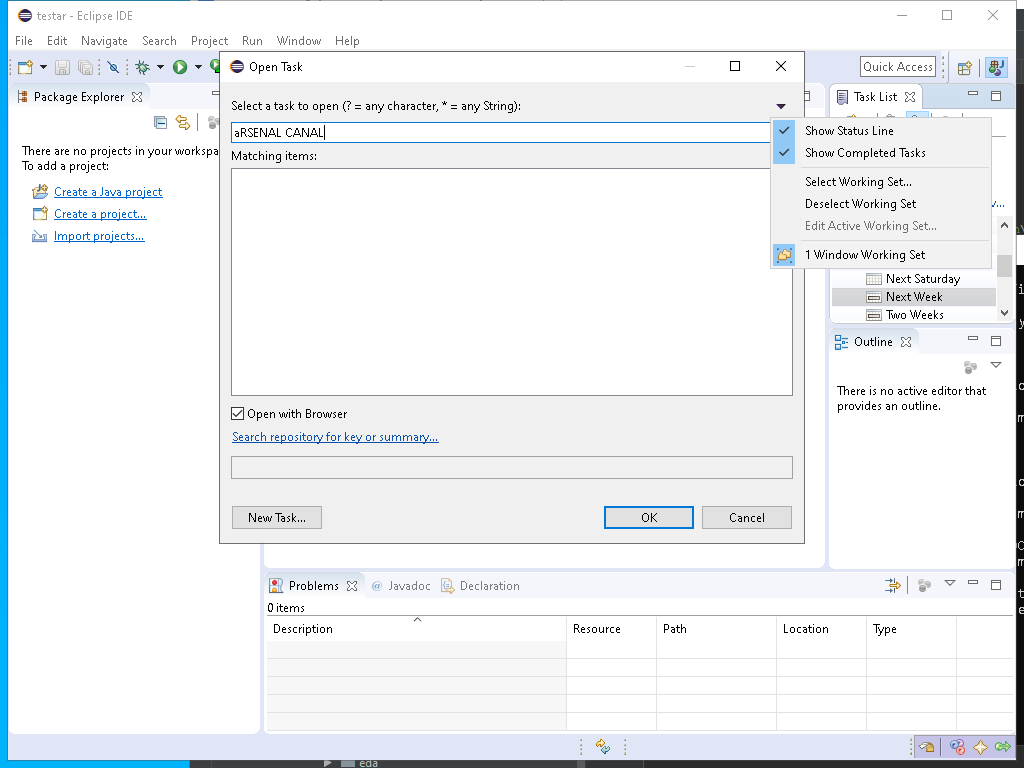 testar - Eclipse IDE
File Edit Navigate Search Project Run Window Help
Quick Access
Package Explorer
There are no projects in your workspa
To add a project:
Create a Java project
Create a project...
Import projects...
Open Task
Select a task to open (? = any character, * = any String):
aRSENAL CANAL
Matching items:
Open with Browser
Search repository for key or summary...
New Task...
OK
Cancel
Task List
Show Status Line
Show Completed Tasks
Select Working Set...
Deselect Working Set
Edit Active Working Set...
1 Window Working Set
Next Saturday
Next Week
Two Weeks
Outline
There is no active editor that
provides an outline.
Problems @ Javadoc Declaration
0 items
Description Resource Path Location Type
eda